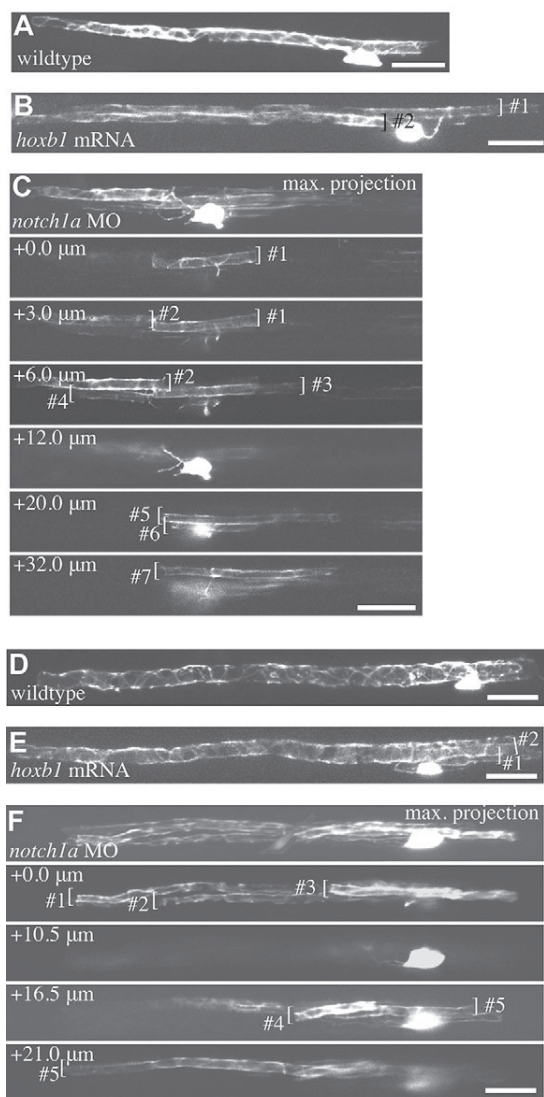 A
wildtype
B
#1
#2
hoxb1 mRNA
C
max. projection
notch1a MO
+0.0 µm
#1
+3.0 µm
#2
#1
+6.0 µm
#2
#3
#4
+12.0 µm
+20.0 µm
#5
#6
+32.0 µm
#7
D
wildtype
E
#2
#1
hoxb1 mRNA
F
max. projection
notch1a MO
+0.0 µm
#3
#1
#2
+10.5 µm
+16.5 µm
#5
#4
+21.0 µm
#5